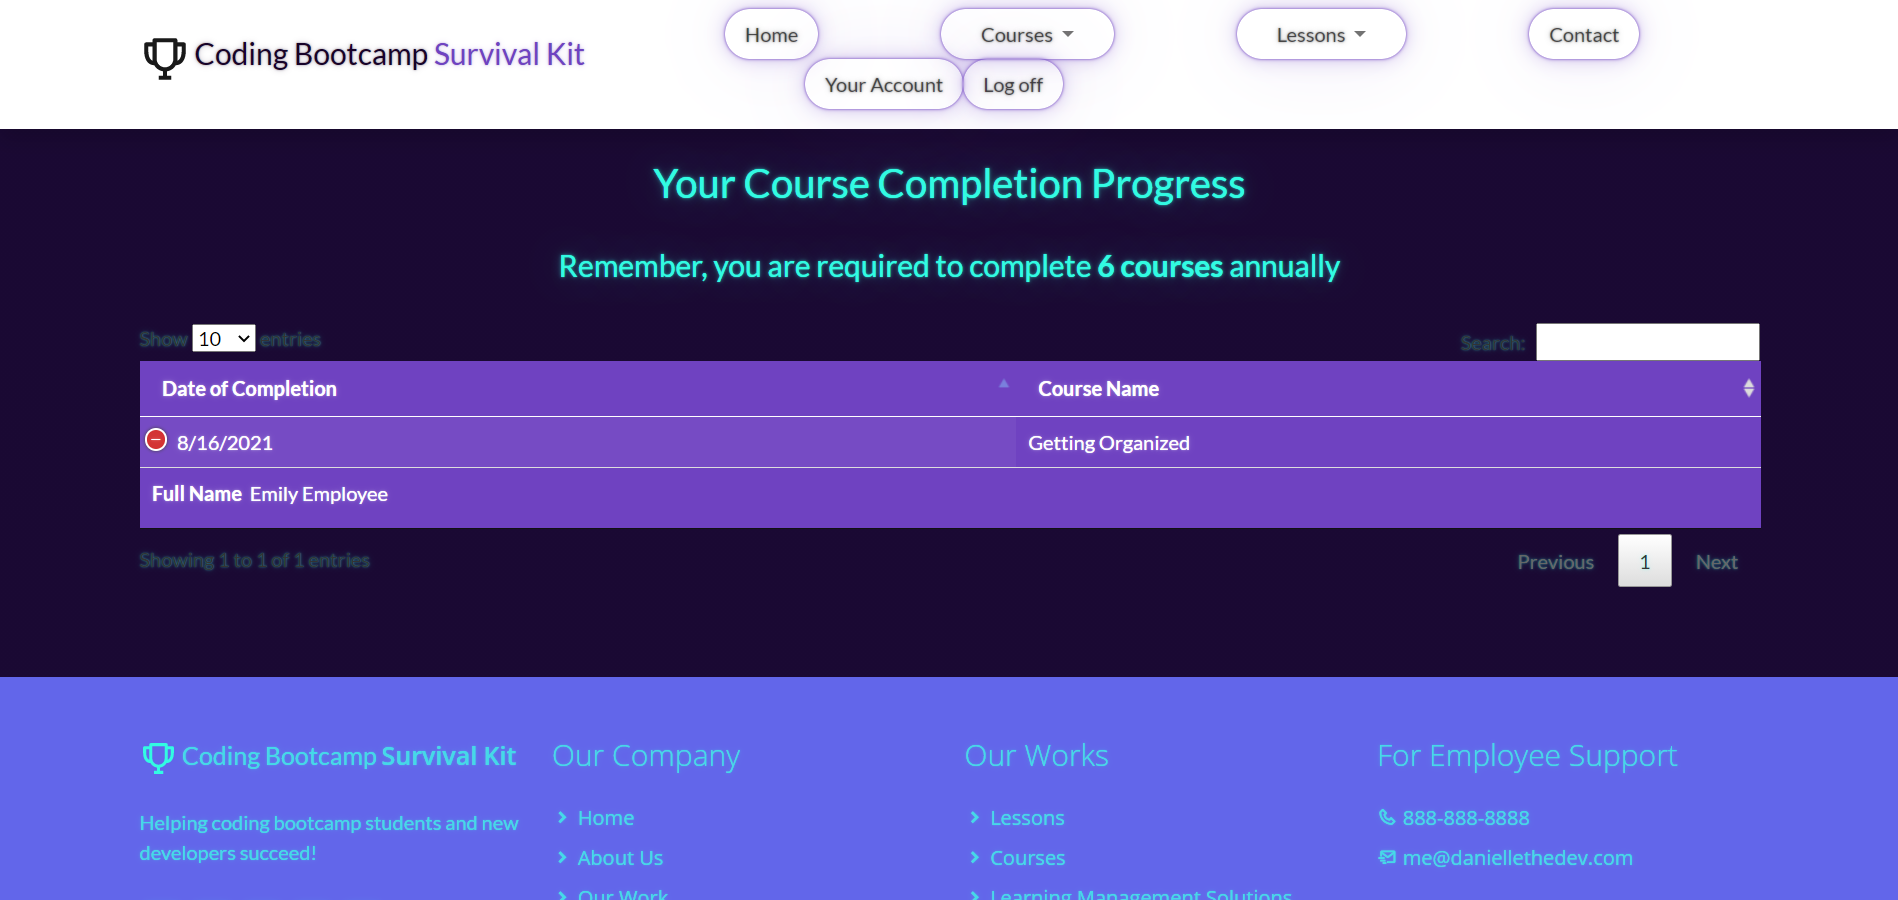 Coding Bootcamp Survival Kit
Home
Courses
Lessons
Contact
Your Account
Log off
Your Course Completion Progress
Remember, you are required to complete 6 courses annually
Show 10 entries
Search:
Date of Completion
Course Name
8/16/2021
Getting Organized
Full Name Emily Employee
Showing 1 to 1 of 1 entries
Previous
1
Next
Coding Bootcamp Survival Kit
Helping coding bootcamp students and new
developers succeed!
Our Company
Home
About Us
Our Work
Our Works
Lessons
Courses
Learning Management Solutions
For Employee Support
888-888-8888
me@daniellethedev.com